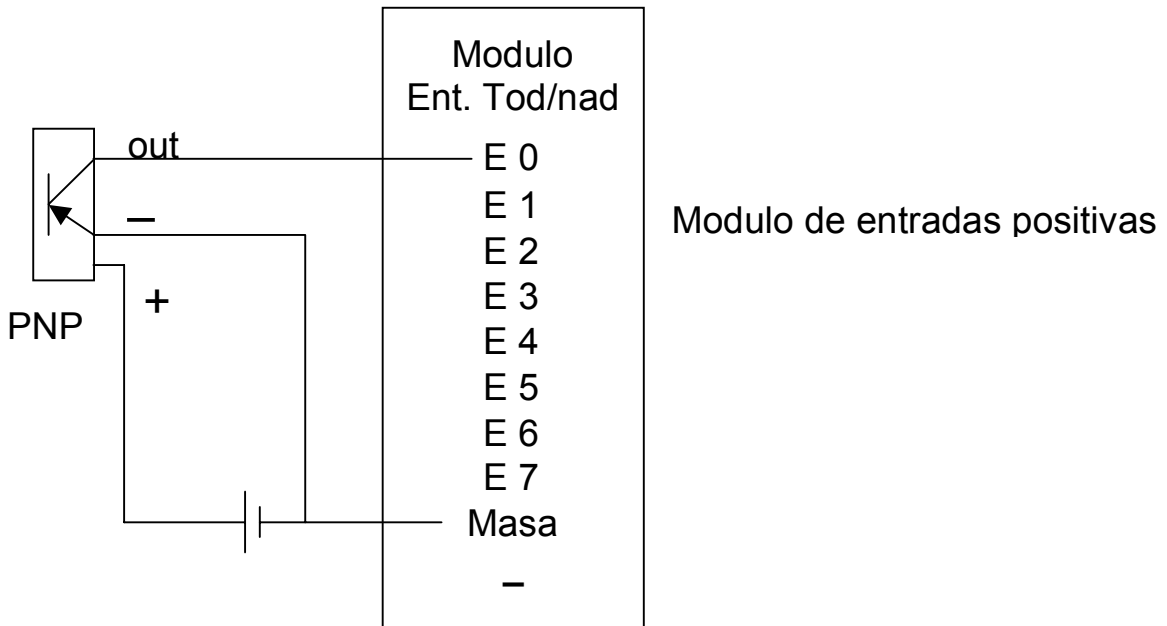 Modulo
Ent. Tod/nad
out
E 0
E 1
–
Modulo de entradas positivas
E 2
+
E 3
PNP
E 4
E 5
E 6
E 7
Masa
–